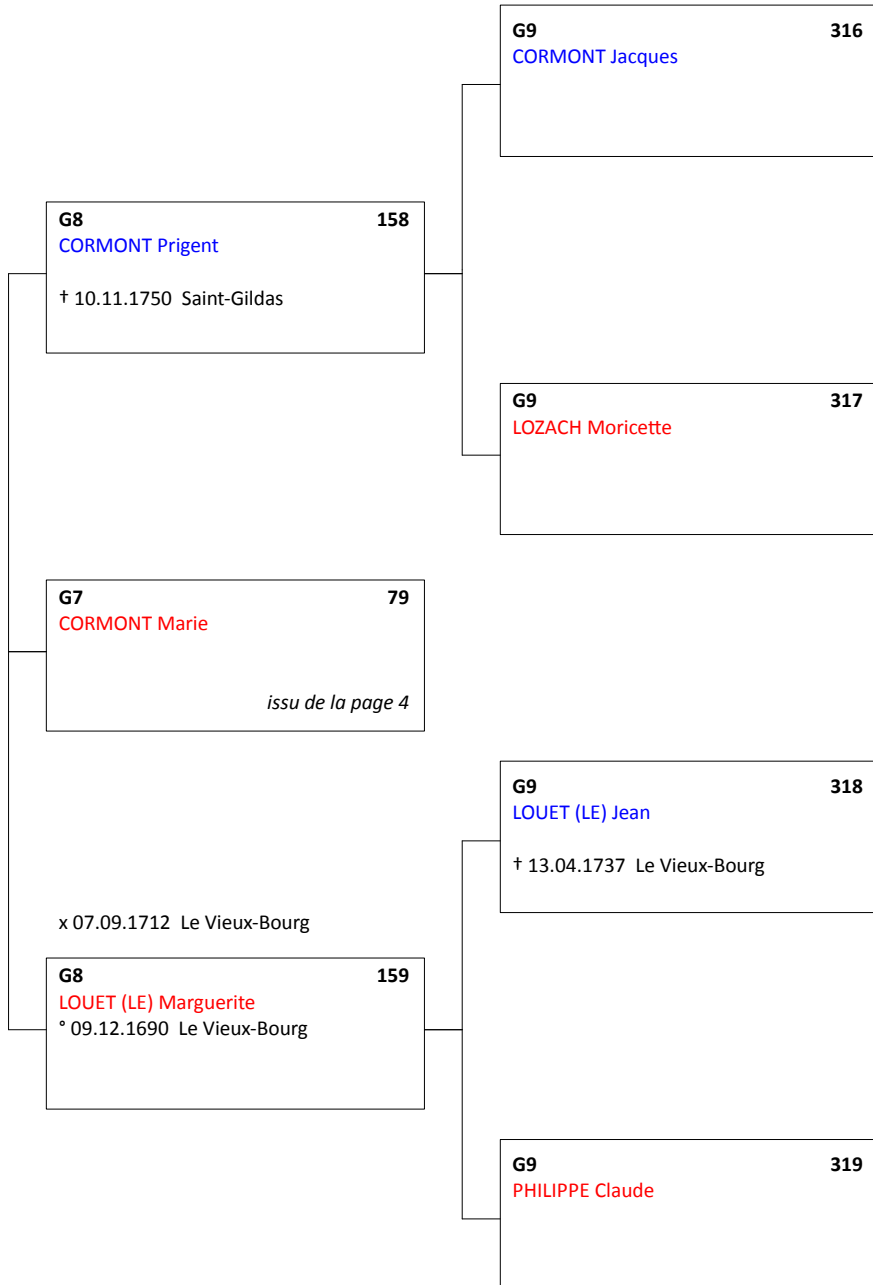 G9 316
CORMONT Jacques
G8 158
CORMONT Prigent
† 10.11.1750 Saint-Gildas
G9 317
LOZACH Moricette
G7 79
CORMONT Marie
issu de la page 4
G9 318
LOUET (LE) Jean
† 13.04.1737 Le Vieux-Bourg
x 07.09.1712 Le Vieux-Bourg
G8 159
LOUET (LE) Marguerite
° 09.12.1690 Le Vieux-Bourg
G9 319
PHILIPPE Claude